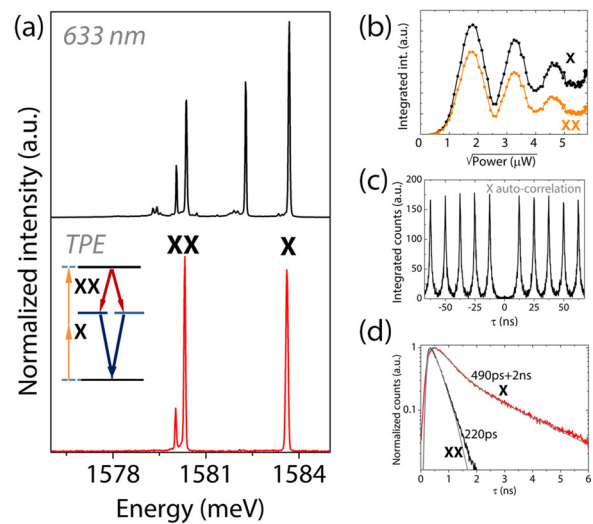 (a)
633 nm
TPE
XX
X
XX
X
Normalized intensity (a.u.)
1578
1581
1584
Energy (meV)
(b)
Integrated int. (a.u.)
X
XX
0
1
2
3
4
5
√Power (μW)
(c)
X auto-correlation
Integrated counts (a.u.)
200
150
100
50
0
-50
-25
0
25
50
τ (ns)
(d)
Normalized counts (a.u.)
1
0.1
490ps+2ns
X
220ps
XX
0
1
2
3
4
5
6
τ (ns)